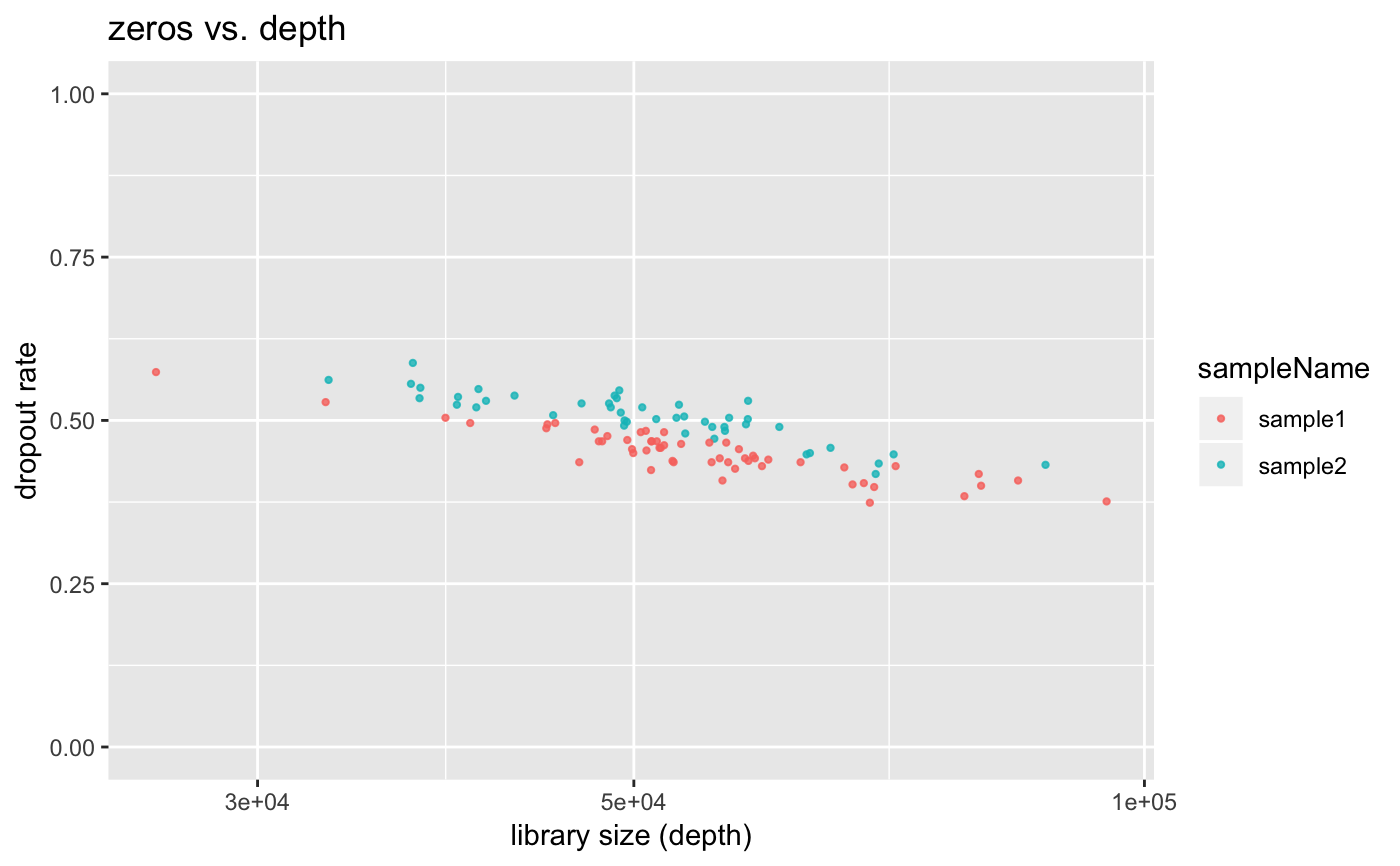 zeros vs. depth
dropout rate
1.00
0.75
0.50
0.25
0.00
3e+04 5e+04 1e+05
library size (depth)
sampleName
sample1
sample2